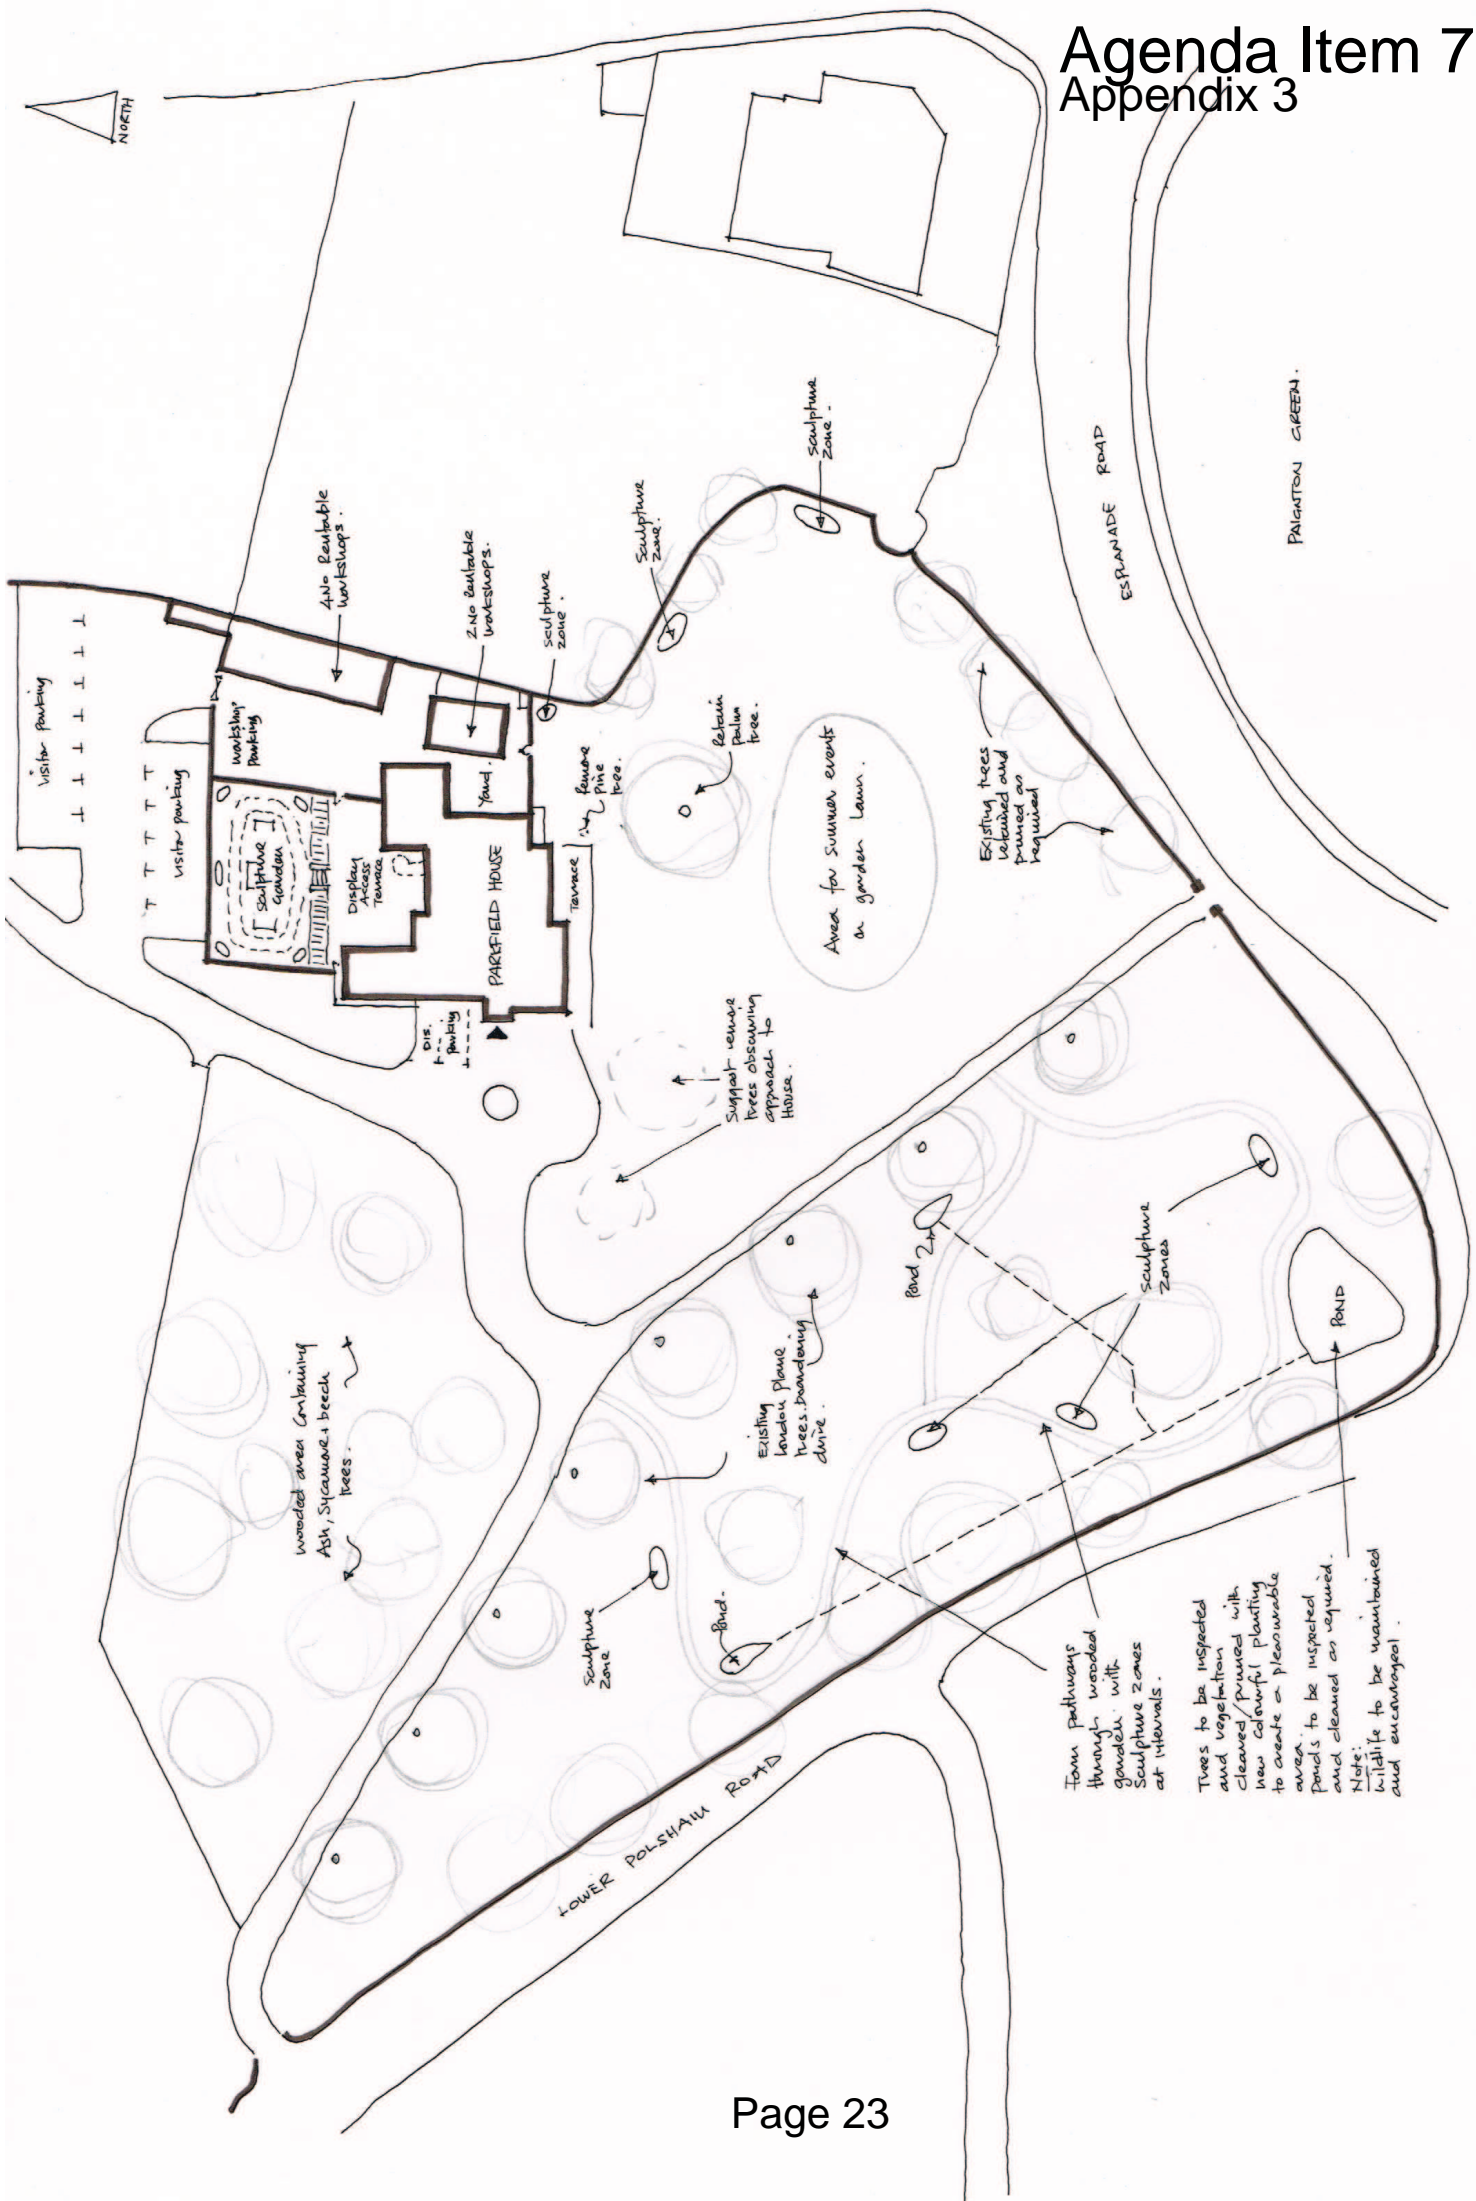 Agenda Item 7
Appendix 3
NORTH
visitor parking
visitor parking
workshop
parking
4No Rentable
workshops.
2No Rentable
workshops.
sculpture
zone.
sculpture
zone.
sculpture
zone.
Sculpture
garden
Display
Access
Terrace
Yard.
PARKFIELD HOUSE
Terrace
DIS.
Parking
Remove
pine
tree.
Retain
palm
tree.
Area for summer events
on garden lawn.
Existing trees
retained and
pruned as
required
ESPLANADE ROAD
PAIGNTON GREEN.
Suggest remove
trees obscuring
approach to
HOUSE.
wooded area containing
Ash, Sycamore & beech
trees.
Existing
London Plane
trees boardering
drive.
Pond
sculpture
zones
POND
sculpture
zone
Pond.
LOWER POLSHAM ROAD
Form pathways
through wooded
garden with
Sculpture zones
at intervals.
Trees to be inspected
and vegetation
cleared/pruned with
new colourful planting
to create a pleasurable
area.
Ponds to be inspected
and cleaned as required.
Note:
Wildlife to be maintained
and encouraged.
Page 23